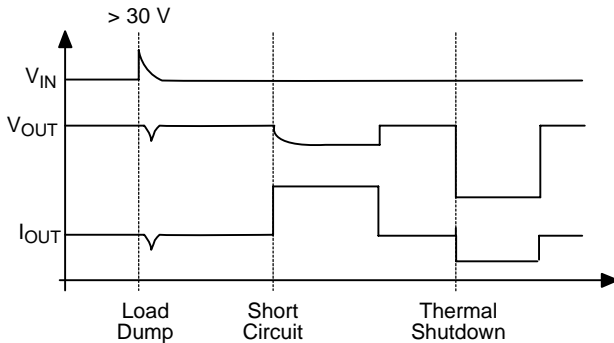 > 30 V
VIN
VOUT
IOUT
Load
Dump
Short
Circuit
Thermal
Shutdown